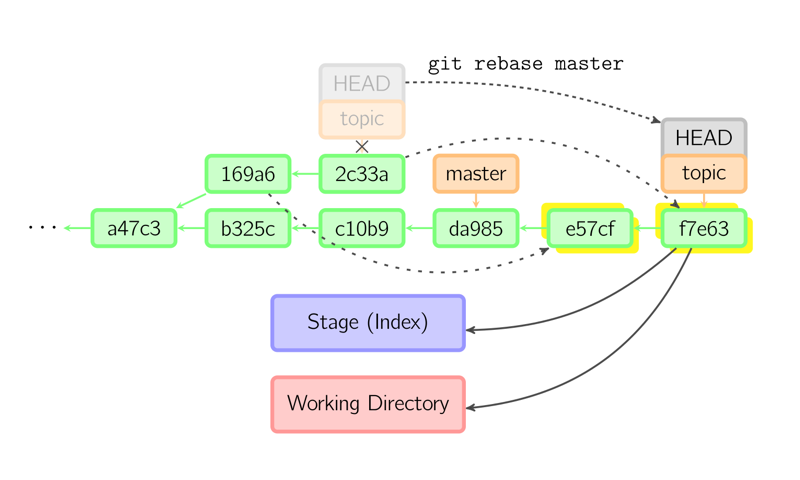 git rebase master
HEAD
topic
HEAD
topic
169a6
2c33a
master
...
a47c3
b325c
c10b9
da985
e57cf
f7e63
Stage (Index)
Working Directory